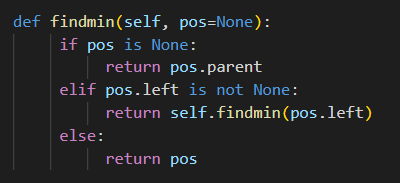 def findmin(self, pos=None):
    if pos is None:
        return pos.parent
    elif pos.left is not None:
        return self.findmin(pos.left)
    else:
        return pos